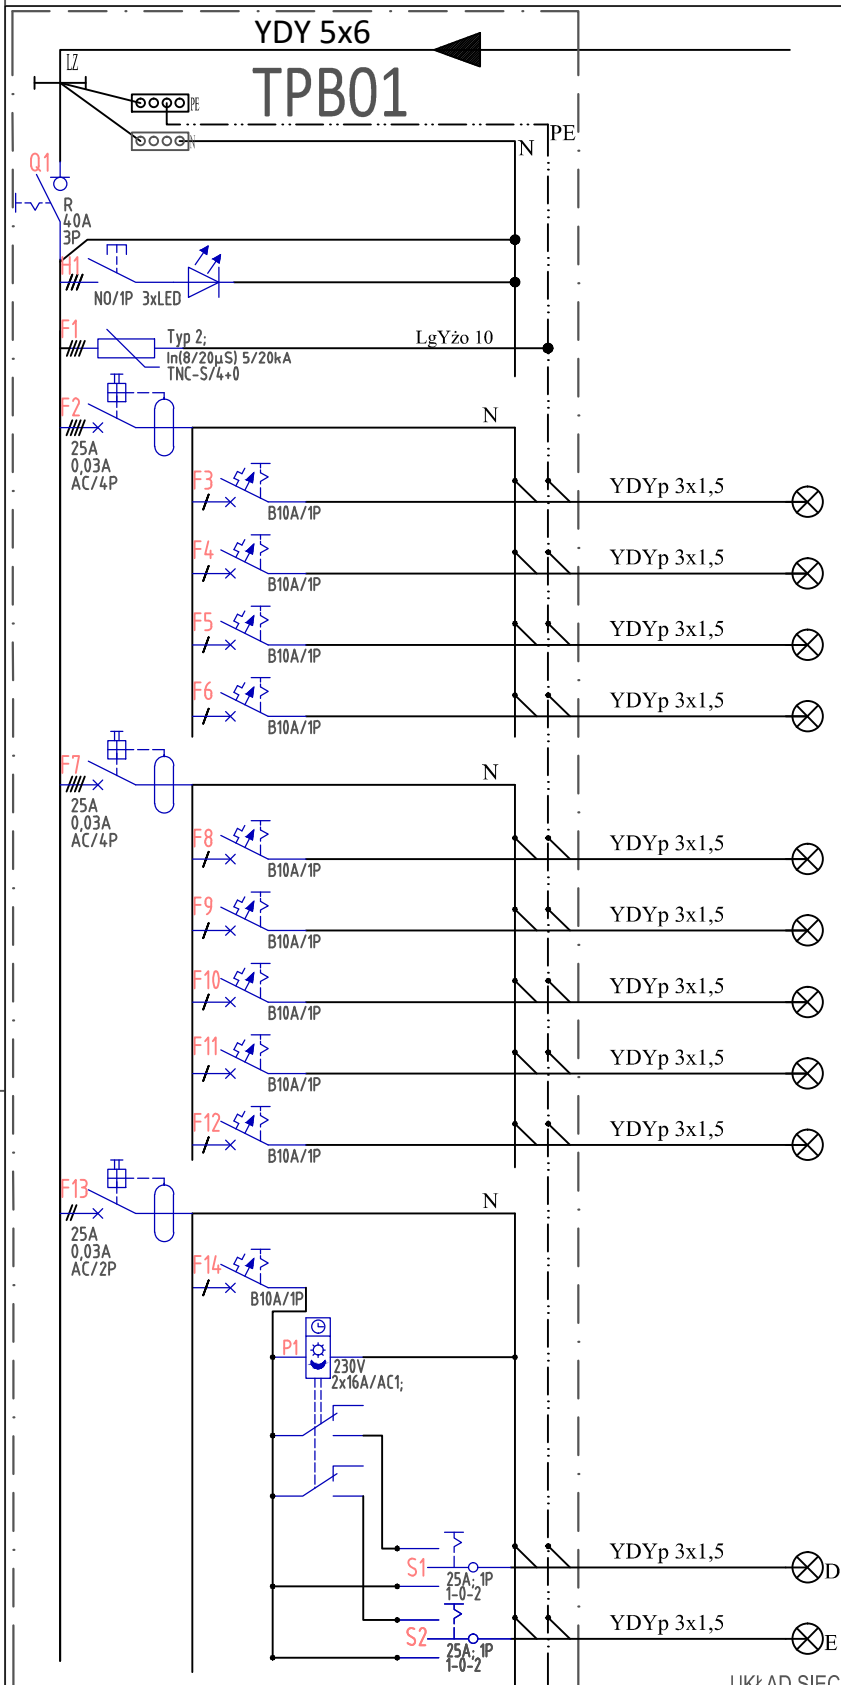 YDY 5x6
LZ
TPB01
PE
N
PE
N
Q1
R
40A
3P
H1
NO/1P 3xLED
F1
Typ 2;
In(8/20µS) 5/20kA
TNC-S/4+0
LgYżo 10
F2
25A
0,03A
AC/4P
N
F3
B10A/1P
YDYp 3x1,5
F4
B10A/1P
YDYp 3x1,5
F5
B10A/1P
YDYp 3x1,5
F6
B10A/1P
YDYp 3x1,5
F7
25A
0,03A
AC/4P
N
F8
B10A/1P
YDYp 3x1,5
F9
B10A/1P
YDYp 3x1,5
F10
B10A/1P
YDYp 3x1,5
F11
B10A/1P
YDYp 3x1,5
F12
B10A/1P
YDYp 3x1,5
F13
25A
0,03A
AC/2P
N
F14
B10A/1P
P1
230V
2x16A/AC1;
S1
25A; 1P
1-0-2
YDYp 3x1,5
D
S2
25A; 1P
1-0-2
YDYp 3x1,5
E